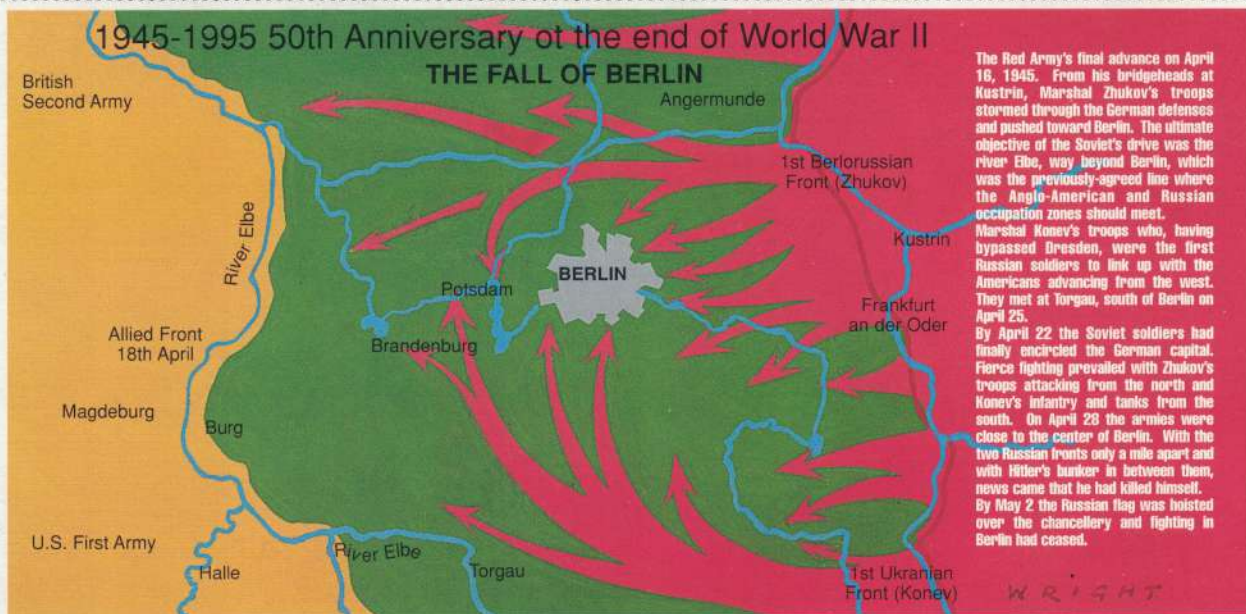 1945-1995 50th Anniversary ot the end of World War II
THE FALL OF BERLIN
British
Second Army
Angermunde
1st Berlorussian
Front (Zhukov)
River Elbe
Kustrin
BERLIN
Potsdam
Frankfurt
an der Oder
Allied Front
18th April
Brandenburg
Magdeburg
Burg
U.S. First Army
River Elbe
Halle
Torgau
1st Ukranian
Front (Konev)
The Red Army's final advance on April
16, 1945. From his bridgeheads at
Kustrin, Marshal Zhukov's troops
stormed through the German defenses
and pushed toward Berlin. The ultimate
objective of the Soviet's drive was the
river Elbe, way beyond Berlin, which
was the previously-agreed line where
the Anglo-American and Russian
occupation zones should meet.
Marshal Konev's troops who, having
bypassed Dresden, were the first
Russian soldiers to link up with the
Americans advancing from the west.
They met at Torgau, south of Berlin on
April 25.
By April 22 the Soviet soldiers had
finally encircled the German capital.
Fierce fighting prevailed with Zhukov's
troops attacking from the north and
Konev's infantry and tanks from the
south. On April 28 the armies were
close to the center of Berlin. With the
two Russian fronts only a mile apart and
with Hitler's bunker in between them,
news came that he had killed himself.
By May 2 the Russian flag was hoisted
over the chancellery and fighting in
Berlin had ceased.
WRIGHT